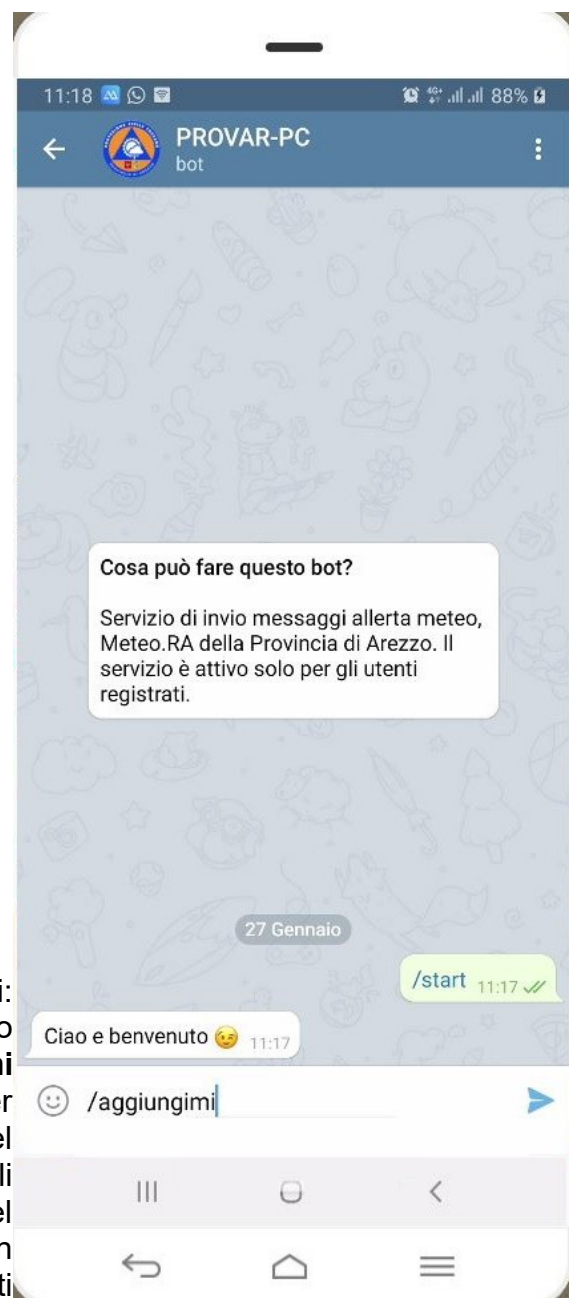 11:18
4G+ 88%
PROVAR-PC
bot
Cosa può fare questo bot?
Servizio di invio messaggi allerta meteo,
Meteo.RA della Provincia di Arezzo. Il
servizio è attivo solo per gli utenti
registrati.
27 Gennaio
/start 11:17
Ciao e benvenuto 😉 11:17
/aggiungimi